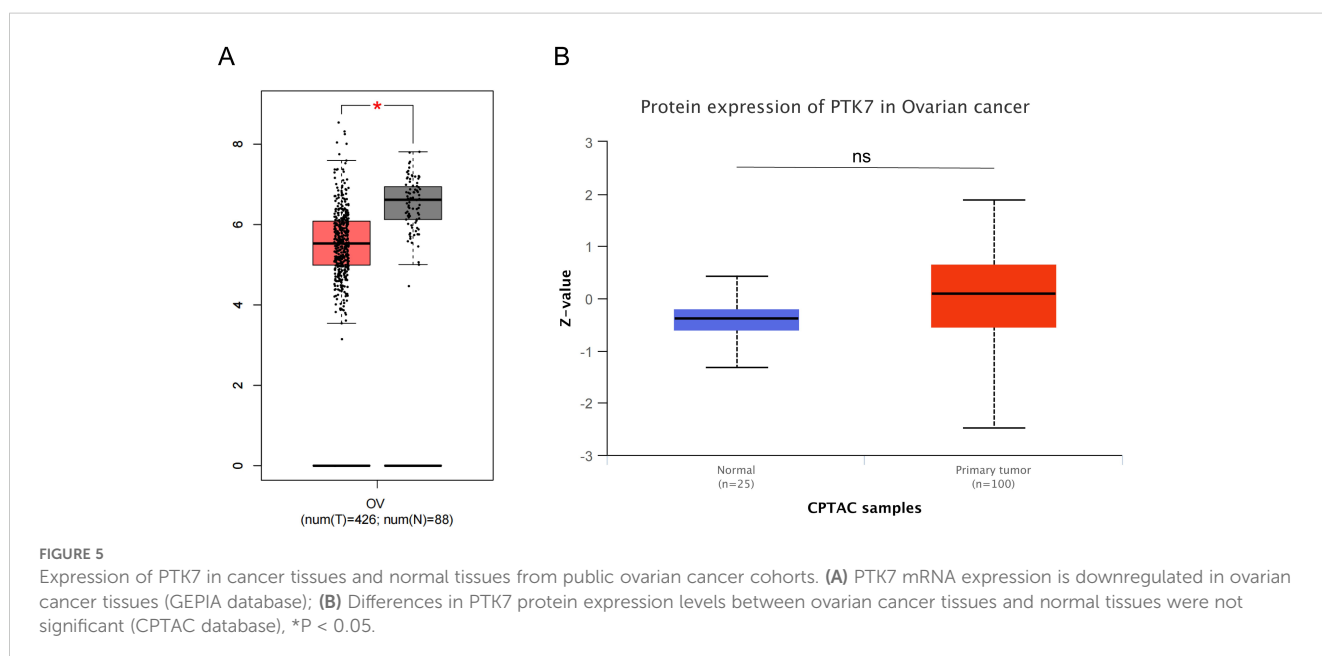 A
B
*
8
6
4
2
0
OV
(num(T)=426; num(N)=88)
Protein expression of PTK7 in Ovarian cancer
3
2
1
0
-1
-2
-3
Z-value
ns
Normal
(n=25)
Primary tumor
(n=100)
CPTAC samples
FIGURE 5
Expression of PTK7 in cancer tissues and normal tissues from public ovarian cancer cohorts. (A) PTK7 mRNA expression is downregulated in ovarian
cancer tissues (GEPIA database); (B) Differences in PTK7 protein expression levels between ovarian cancer tissues and normal tissues were not
significant (CPTAC database), *P < 0.05.